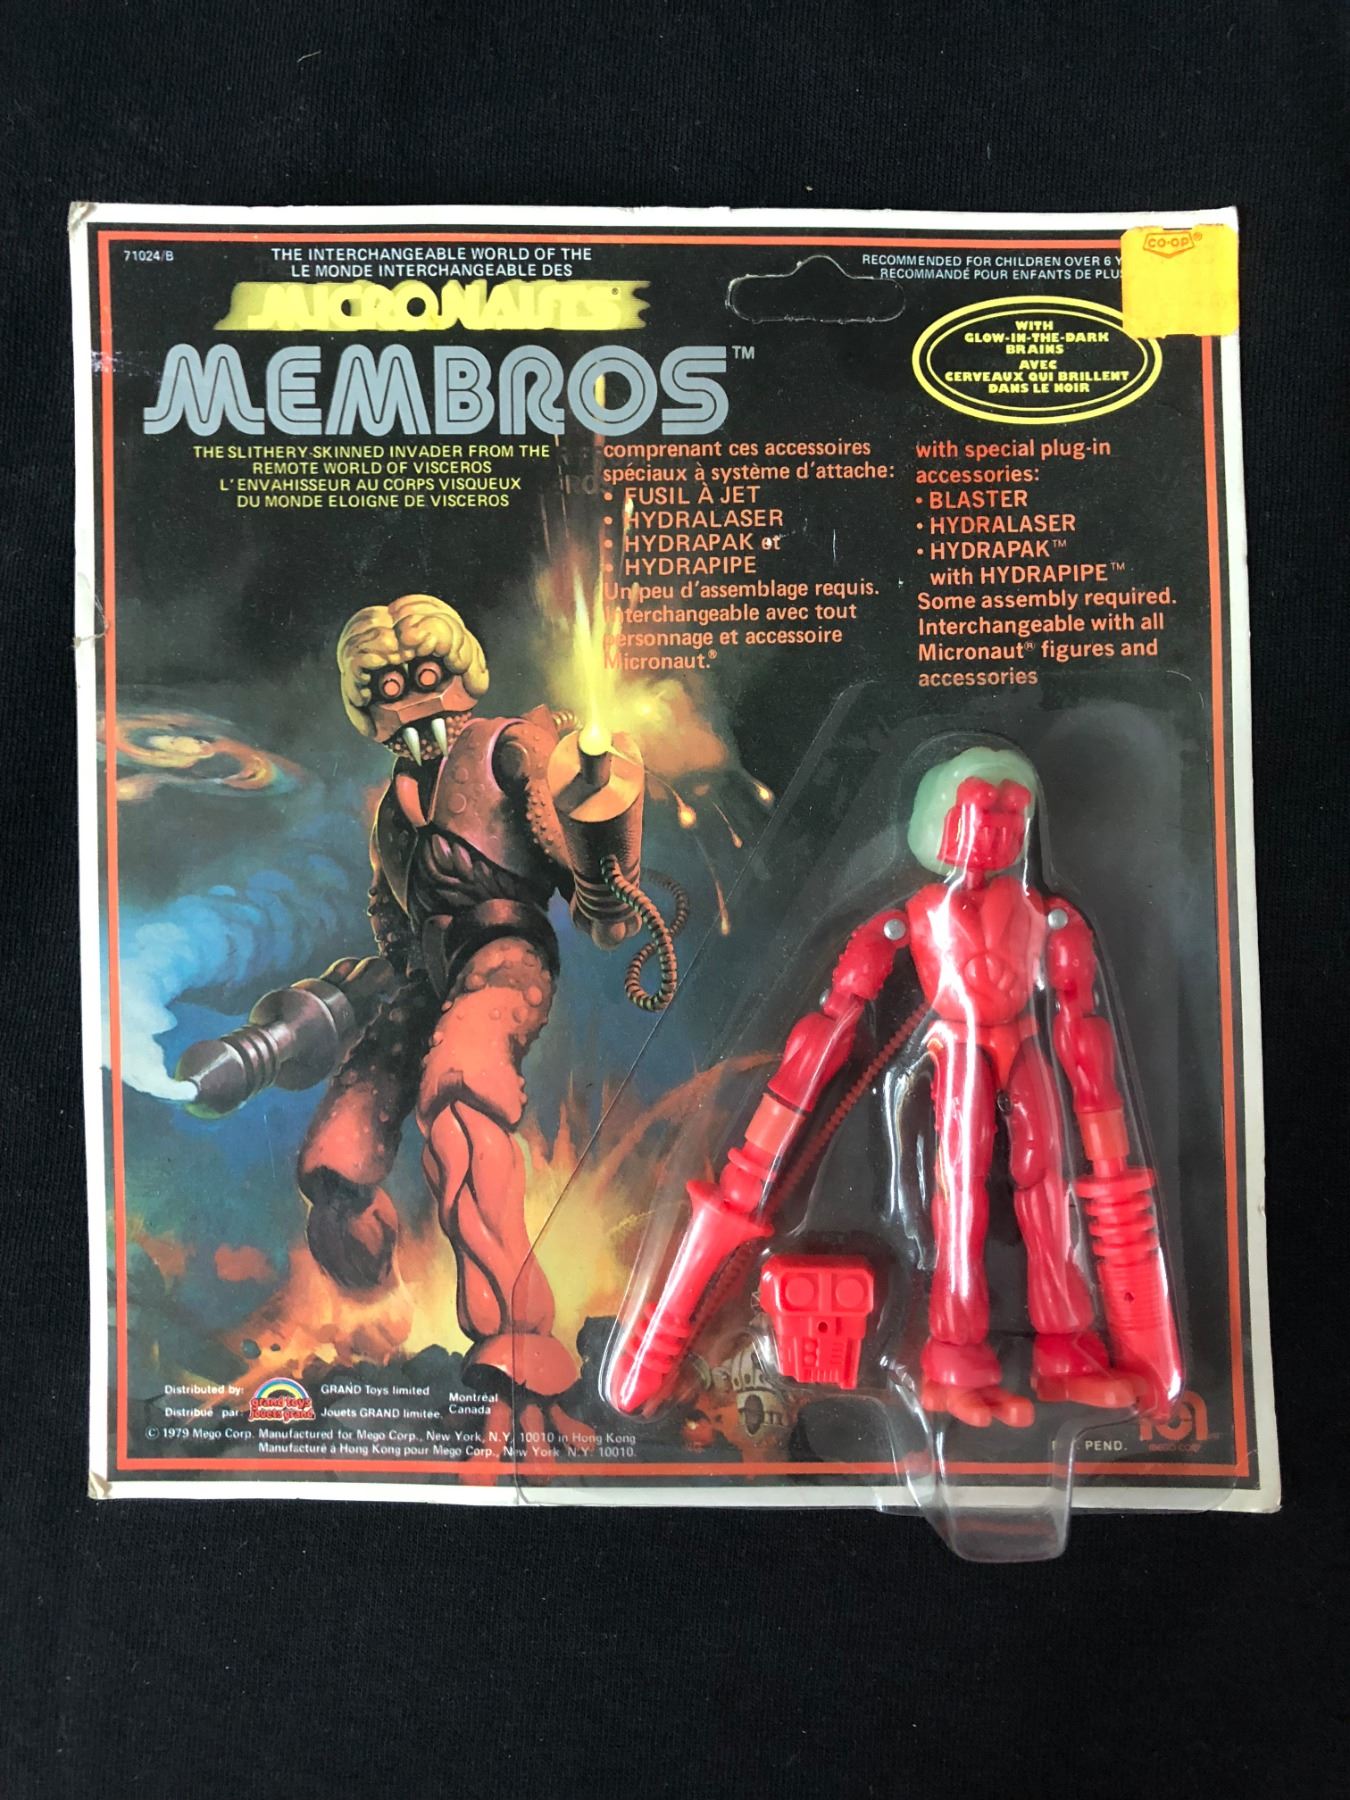 71024/B
THE INTERCHANGEABLE WORLD OF THE
LE MONDE INTERCHANGEABLE DES
MICRONAUTS®
MEMBROS™
THE SLITHERY-SKINNED INVADER FROM THE
REMOTE WORLD OF VISCEROS
L'ENVAHISSEUR AU CORPS VISQUEUX
DU MONDE ELOIGNE DE VISCEROS
RECOMMENDED FOR CHILDREN OVER 6
RECOMMANDÉ POUR ENFANTS DE
CO-OP®
WITH
GLOW-IN-THE-DARK
BRAINS
AVEC
CERVEAUX QUI BRILLENT
DANS LE NOIR
comprenant ces accessoires
spéciaux à système d'attache:
• FUSIL À JET
• HYDRALASER
• HYDRAPAK et
• HYDRAPIPE
Un peu d'assemblage requis.
Interchangeable avec tout
personnage et accessoire
Micronaut.®
with special plug-in
accessories:
• BLASTER
• HYDRALASER
• HYDRAPAK™
with HYDRAPIPE™
Some assembly required.
Interchangeable with all
Micronaut® figures and
accessories
Distributed by:
Distribué par:
grand toys
jouets grand
GRAND Toys limited
Jouets GRAND limitée.
Montréal
Canada
© 1979 Mego Corp. Manufactured for Mego Corp., New York, N.Y. 10010 in Hong Kong
Manufacturé à Hong Kong pour Mego Corp., New York N.Y. 10010.
PEND.
MEGO CORP